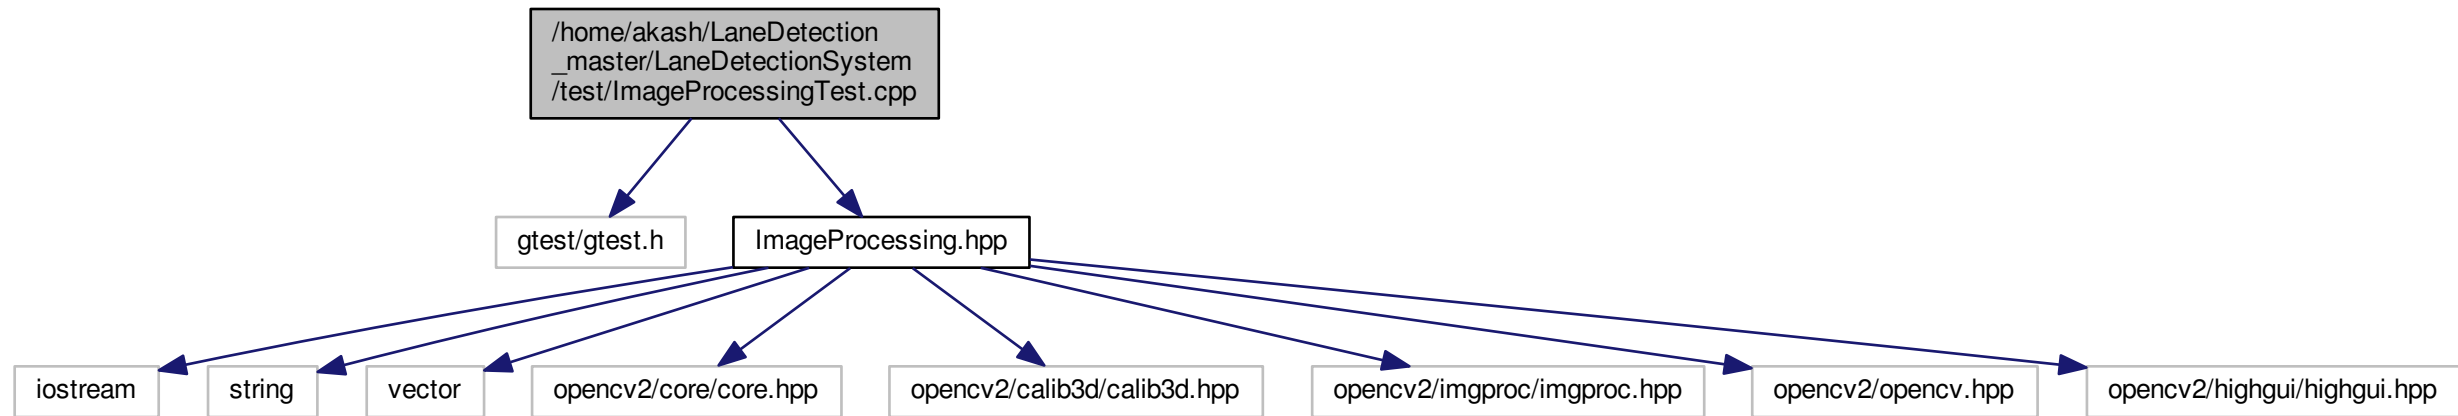 /home/akash/LaneDetection
_master/LaneDetectionSystem
/test/ImageProcessingTest.cpp
gtest/gtest.h
ImageProcessing.hpp
iostream
string
vector
opencv2/core/core.hpp
opencv2/calib3d/calib3d.hpp
opencv2/imgproc/imgproc.hpp
opencv2/opencv.hpp
opencv2/highgui/highgui.hpp